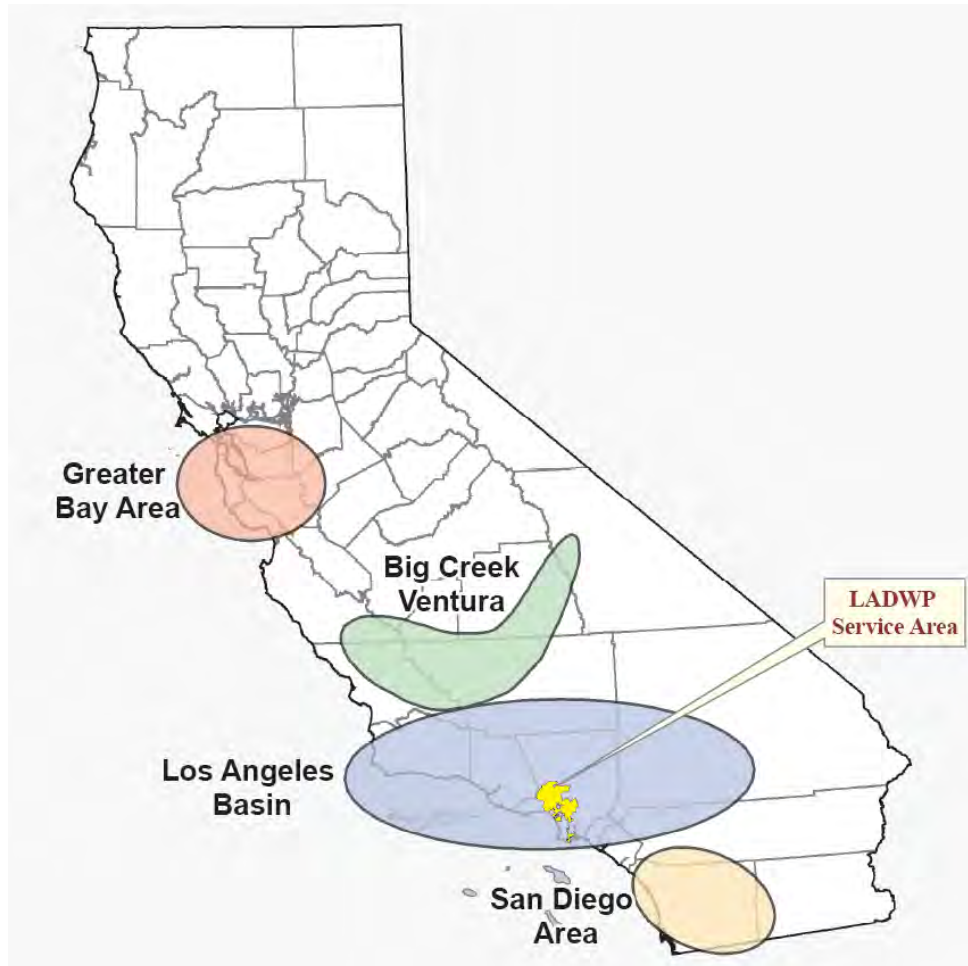 Greater
Bay Area
Big Creek
Ventura
LADWP
Service Area
Los Angeles
Basin
San Diego
Area